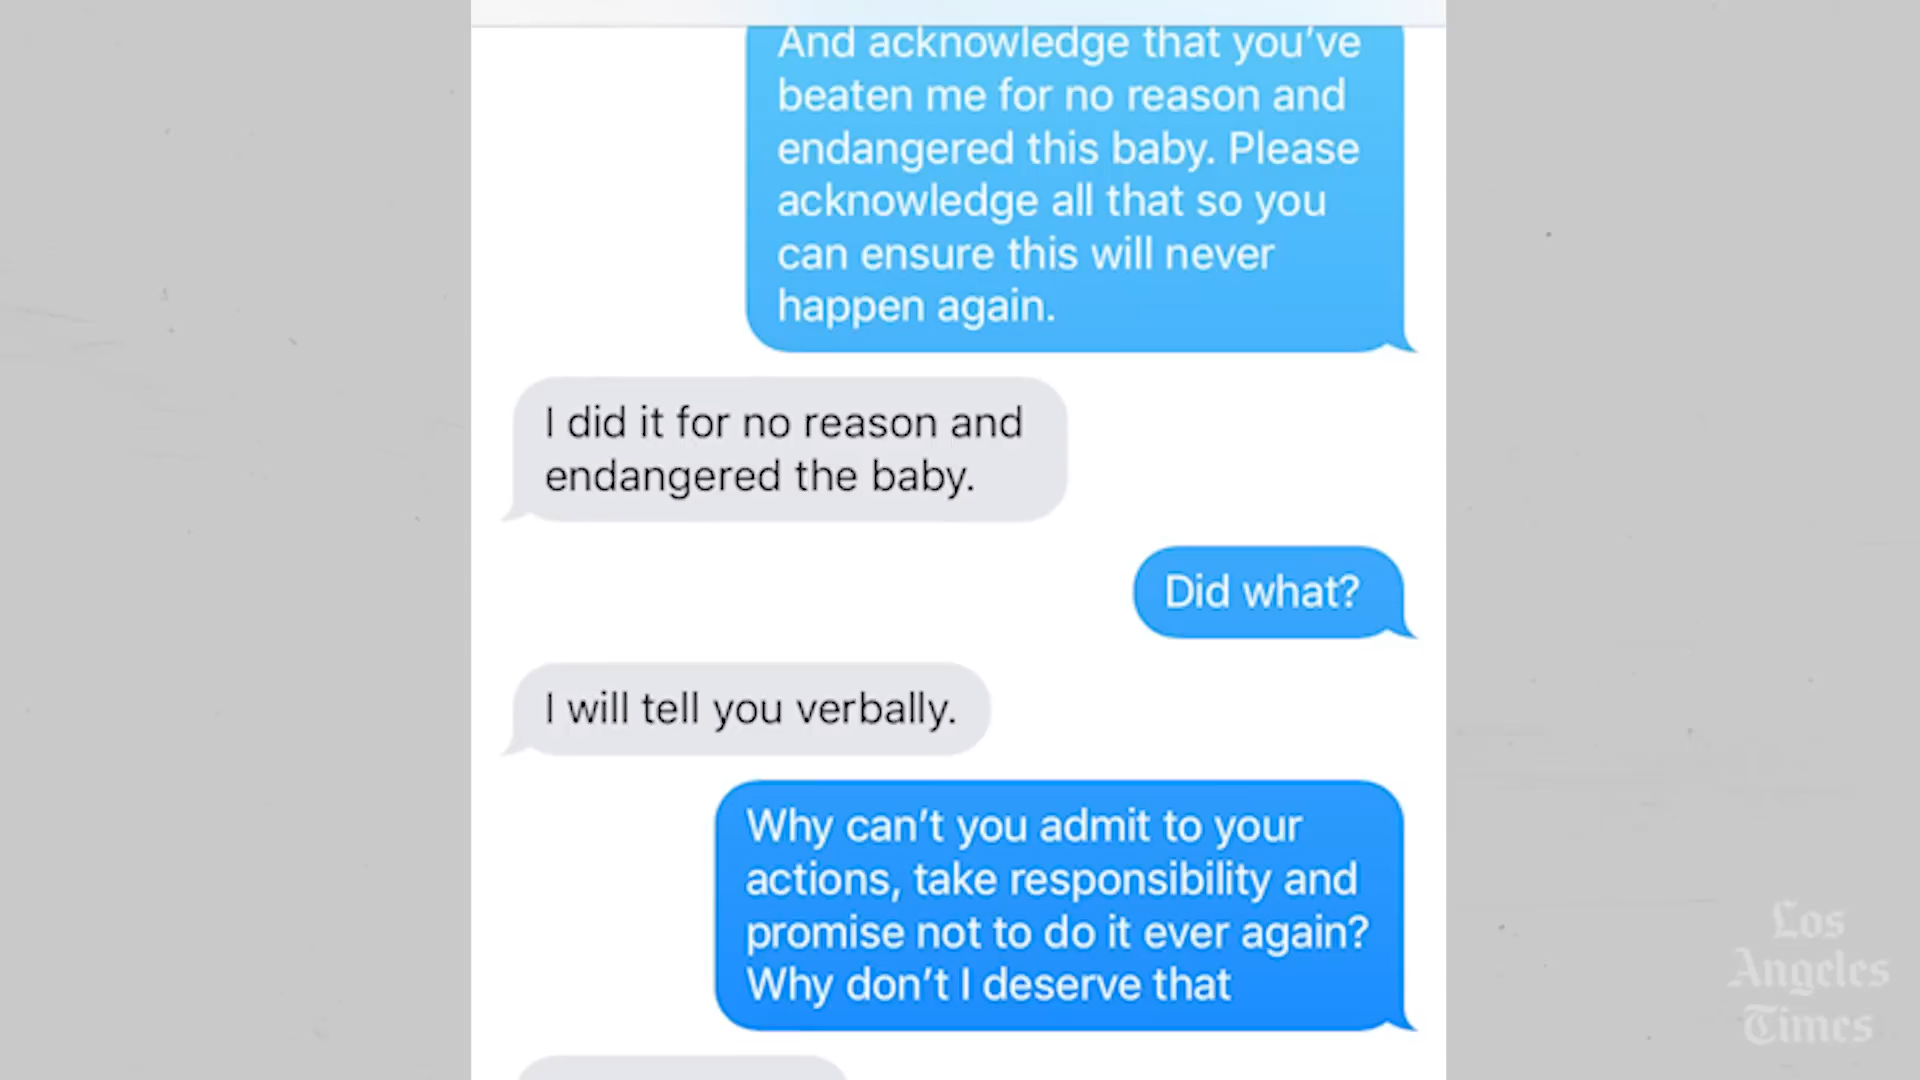 And acknowledge that you've
beaten me for no reason and
endangered this baby. Please
acknowledge all that so you
can ensure this will never
happen again.
I did it for no reason and
endangered the baby.
Did what?
I will tell you verbally.
Why can't you admit to your
actions, take responsibility and
promise not to do it ever again?
Why don't I deserve that
Los
Angeles
Times